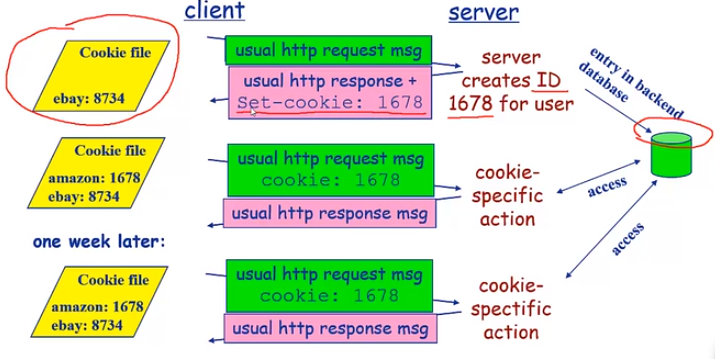 client
server
Cookie file
ebay: 8734
usual http request msg
usual http response +
Set-cookie: 1678
server
creates ID
1678 for user
entry in backend
database
Cookie file
amazon: 1678
ebay: 8734
usual http request msg
cookie: 1678
usual http response msg
cookie-
specific
action
access
access
one week later:
Cookie file
amazon: 1678
ebay: 8734
usual http request msg
cookie: 1678
usual http response msg
cookie-
spectific
action